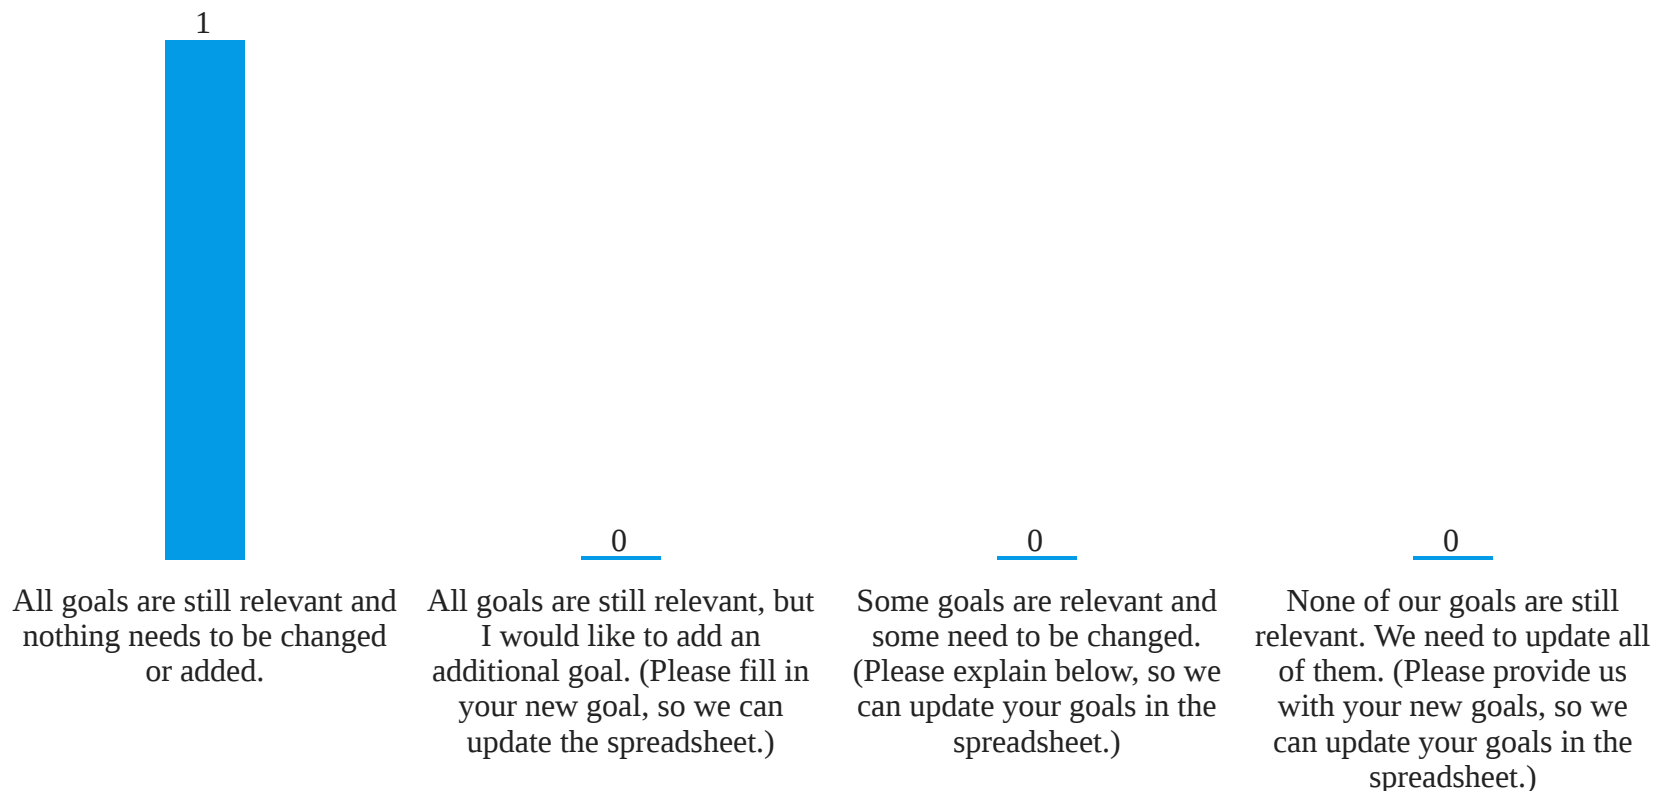 1
0
0
0
All goals are still relevant and
nothing needs to be changed
or added.
All goals are still relevant, but
I would like to add an
additional goal. (Please fill in
your new goal, so we can
update the spreadsheet.)
Some goals are relevant and
some need to be changed.
(Please explain below, so we
can update your goals in the
spreadsheet.)
None of our goals are still
relevant. We need to update all
of them. (Please provide us
with your new goals, so we
can update your goals in the
spreadsheet.)